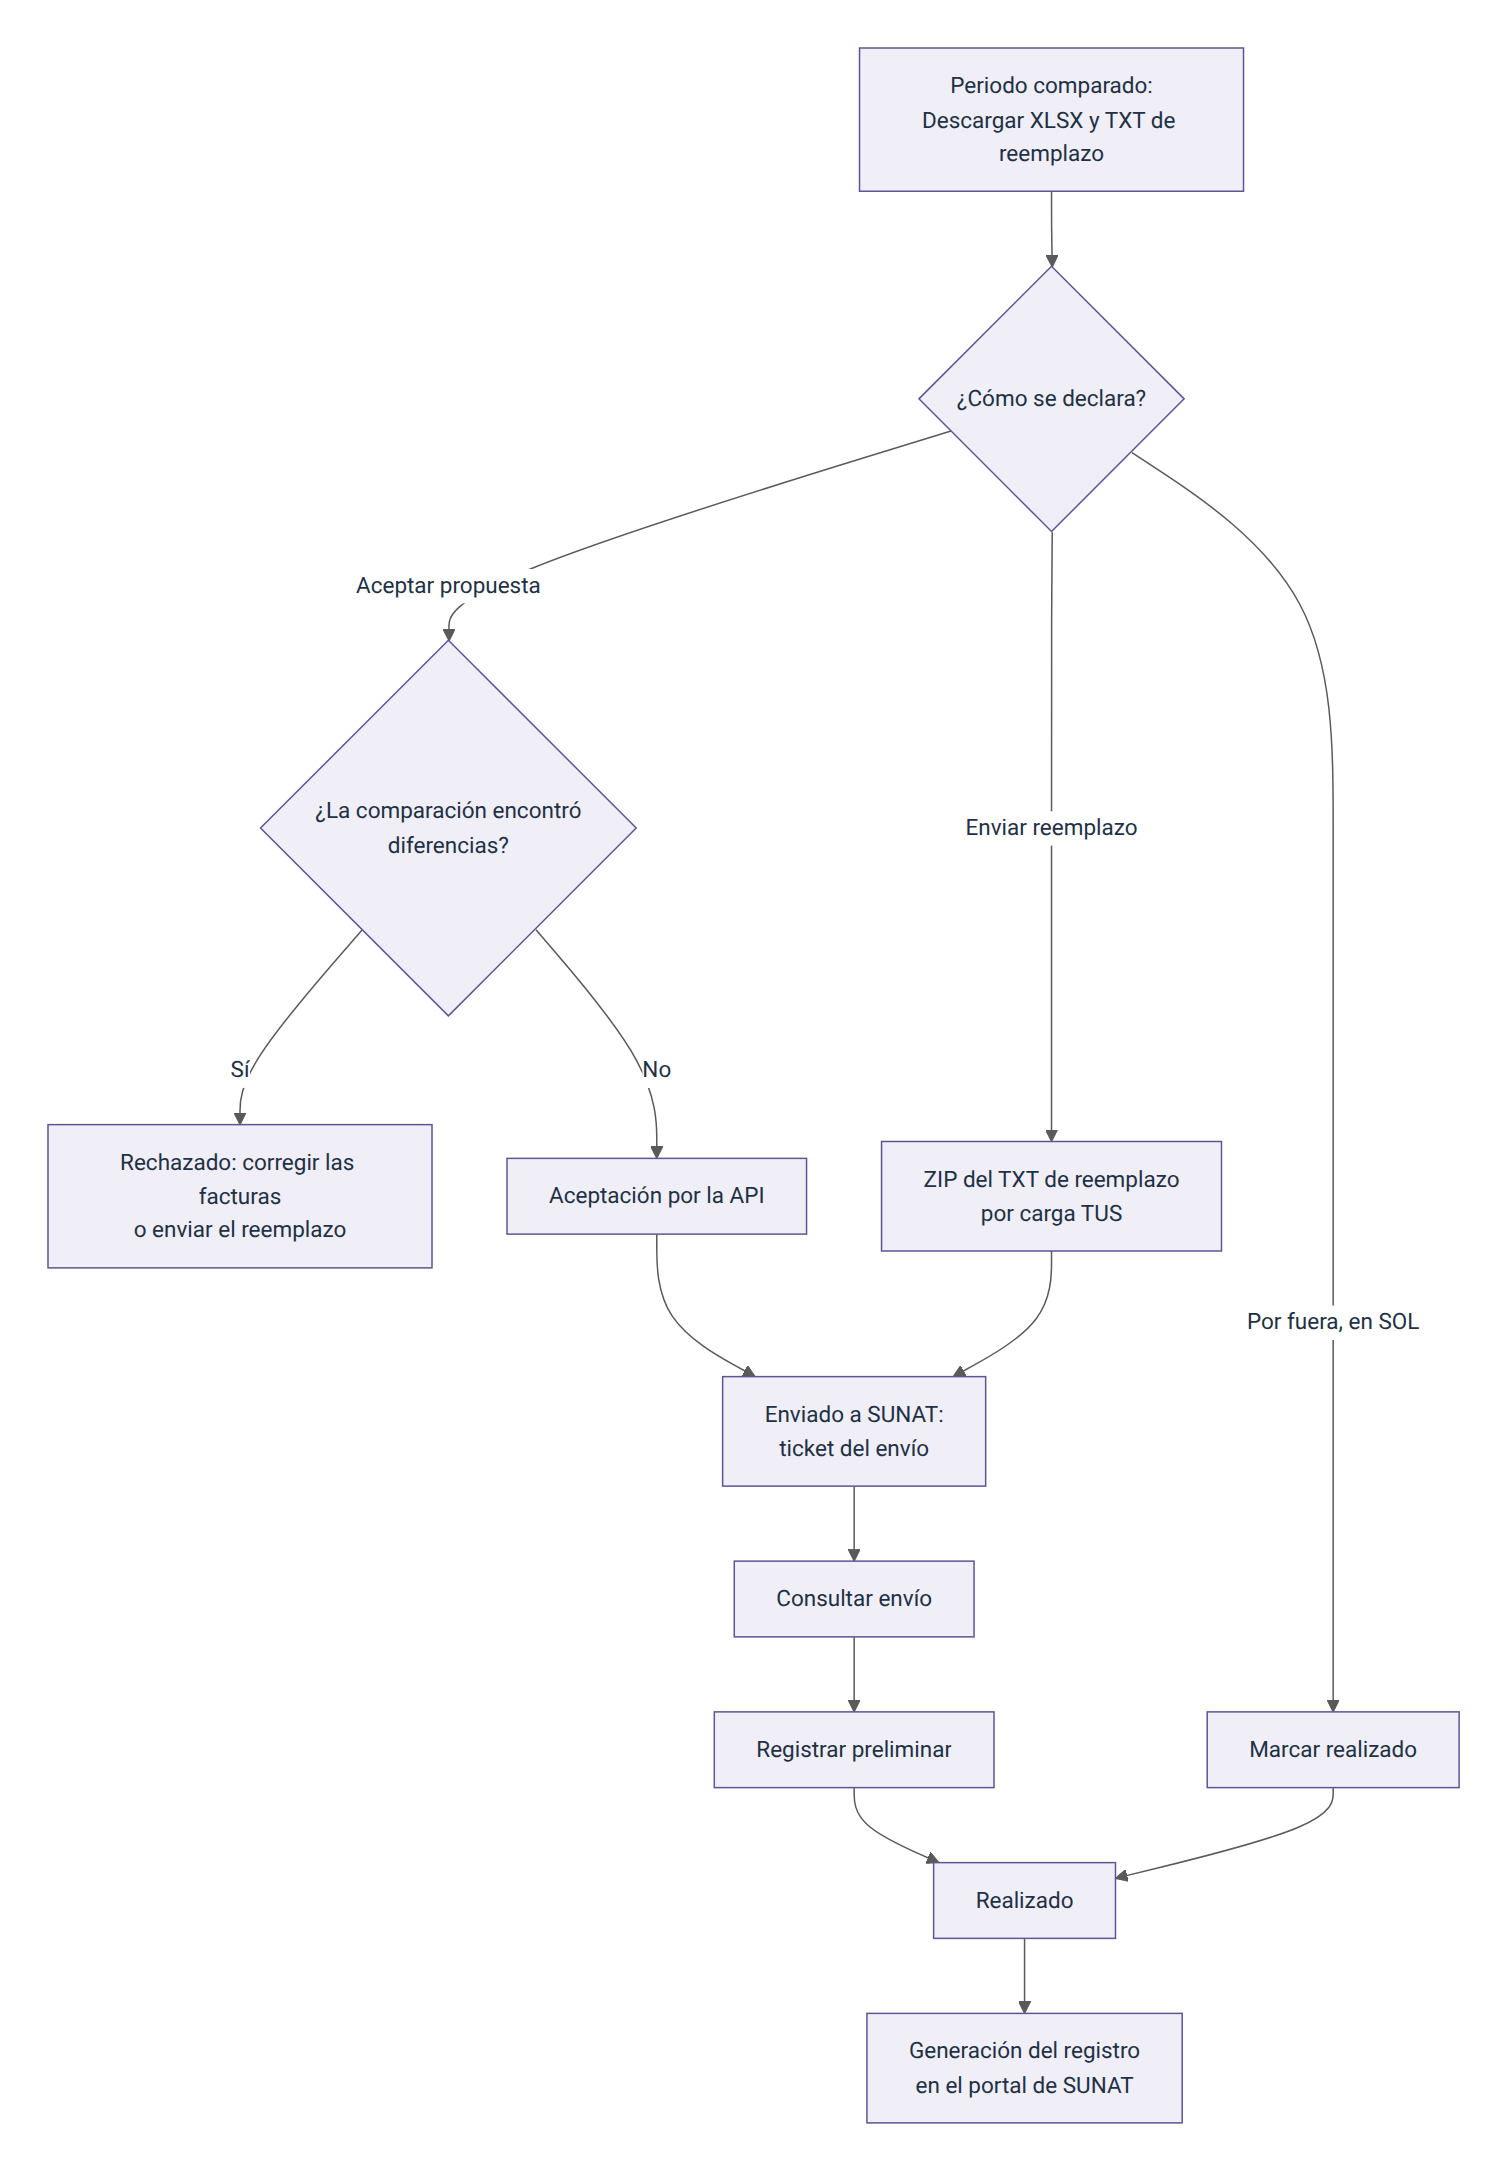 Periodo comparado:
Descargar XLSX y TXT de
reemplazo
¿Cómo se declara?
Aceptar propuesta
¿La comparación encontró
diferencias?
Enviar reemplazo
Sí
No
Rechazado: corregir las
facturas
o enviar el reemplazo
Aceptación por la API
ZIP del TXT de reemplazo
por carga TUS
Por fuera, en SOL
Enviado a SUNAT:
ticket del envío
Consultar envío
Registrar preliminar
Marcar realizado
Realizado
Generación del registro
en el portal de SUNAT